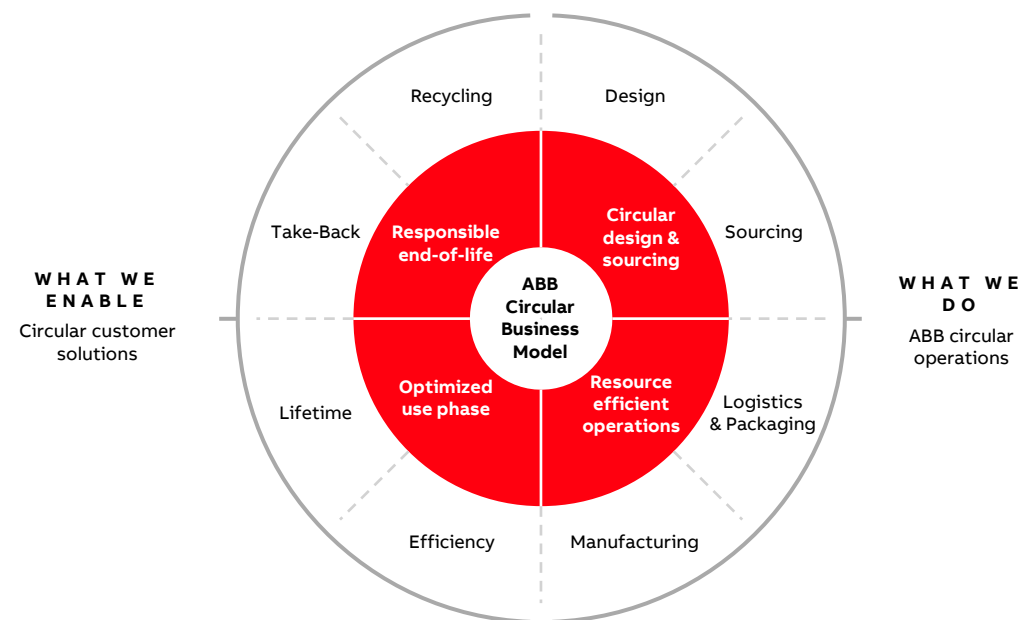 Recycling
Design
Take-Back
Responsible
end-of-life
Circular
design &
sourcing
Sourcing
WHAT WE
ENABLE
Circular customer
solutions
ABB
Circular
Business
Model
WHAT WE
DO
ABB circular
operations
Lifetime
Optimized
use phase
Resource
efficient
operations
Logistics
& Packaging
Efficiency
Manufacturing